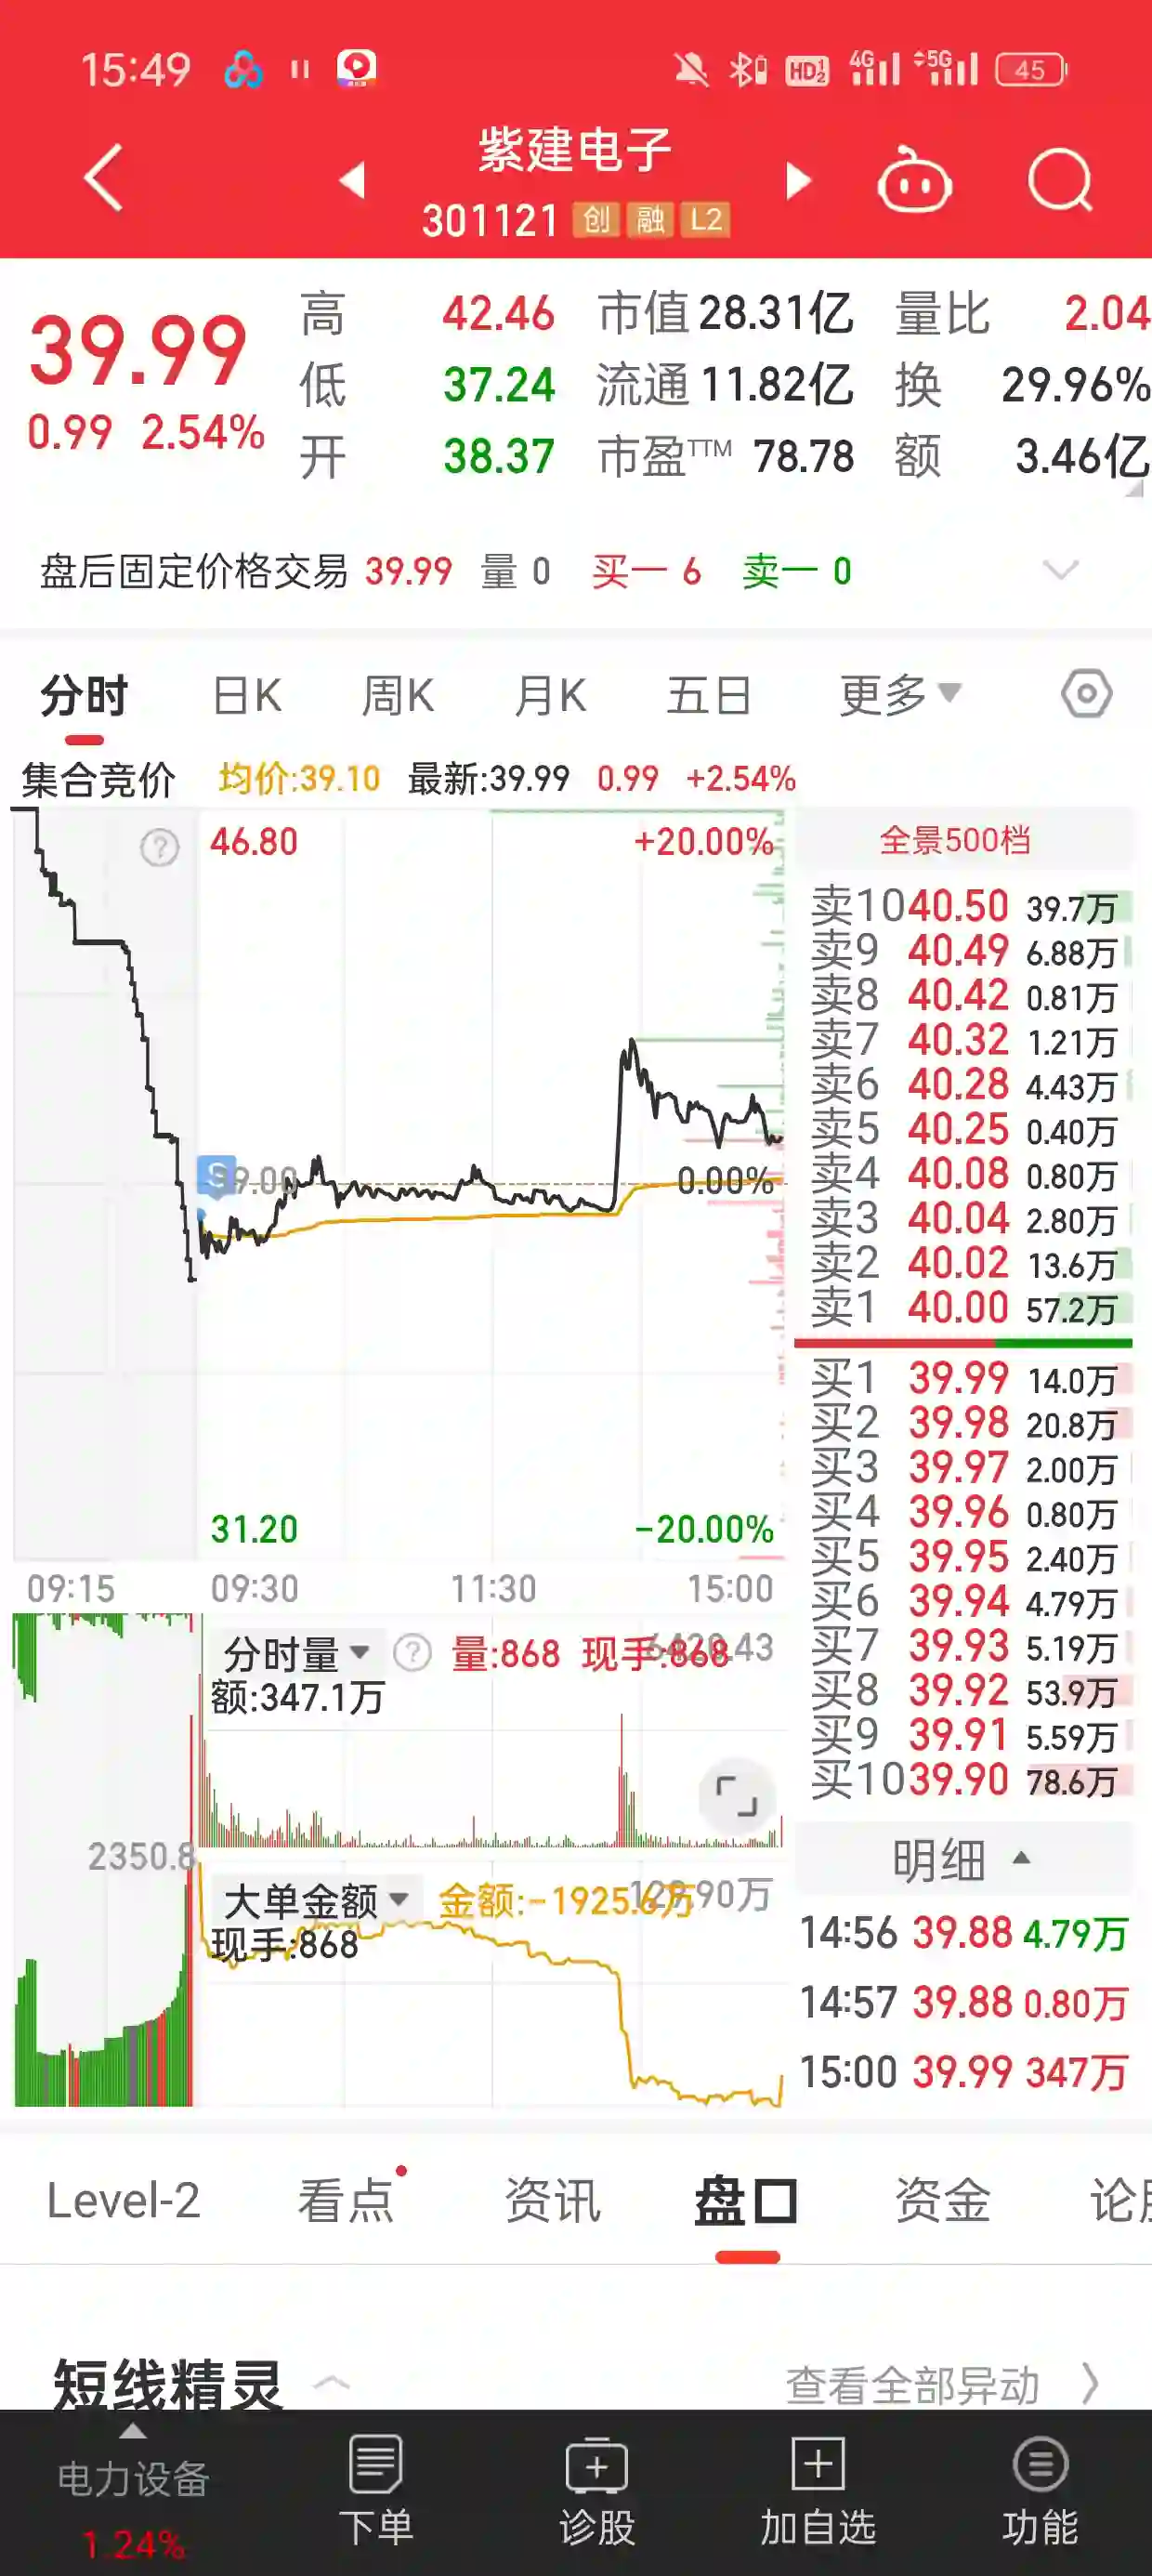 15:49 HD 4G 5G 45
紫建电子
301121 创 融 L2
39.99
0.99 2.54%
高 42.46 市值 28.31亿 量比 2.04
低 37.24 流通 11.82亿 换 29.96%
开 38.37 市盈TTM 78.78 额 3.46亿
盘后固定价格交易 39.99 量 0 买一 6 卖一 0
分时 日K 周K 月K 五日 更多
集合竞价 均价:39.10 最新:39.99 0.99 +2.54%
46.80 +20.00%
S 39.00 0.00%
31.20 -20.00%
09:15 09:30 11:30 15:00
分时量 量:868 现手:868
额:347.1万
2350.8
大单金额 金额:-1925.6万
现手:868
全景500档
卖10 40.50 39.7万
卖9 40.49 6.88万
卖8 40.42 0.81万
卖7 40.32 1.21万
卖6 40.28 4.43万
卖5 40.25 0.40万
卖4 40.08 0.80万
卖3 40.04 2.80万
卖2 40.02 13.6万
卖1 40.00 57.2万
买1 39.99 14.0万
买2 39.98 20.8万
买3 39.97 2.00万
买4 39.96 0.80万
买5 39.95 2.40万
买6 39.94 4.79万
买7 39.93 5.19万
买8 39.92 53.9万
买9 39.91 5.59万
买10 39.90 78.6万
明细
14:56 39.88 4.79万
14:57 39.88 0.80万
15:00 39.99 347万
Level-2 看点 资讯 盘口 资金 论
短线精灵 查看全部异动
电力设备
1.24%
下单 诊股 加自选 功能